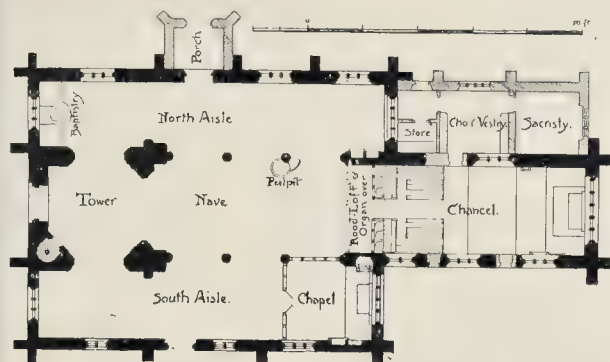 Porch
Baptistry
North Aisle
Store
Choir Vestry.
Sacristy.
Pulpit
Tower
Nave
Rood-Loft &
Organ over
Chancel.
South Aisle.
Chapel